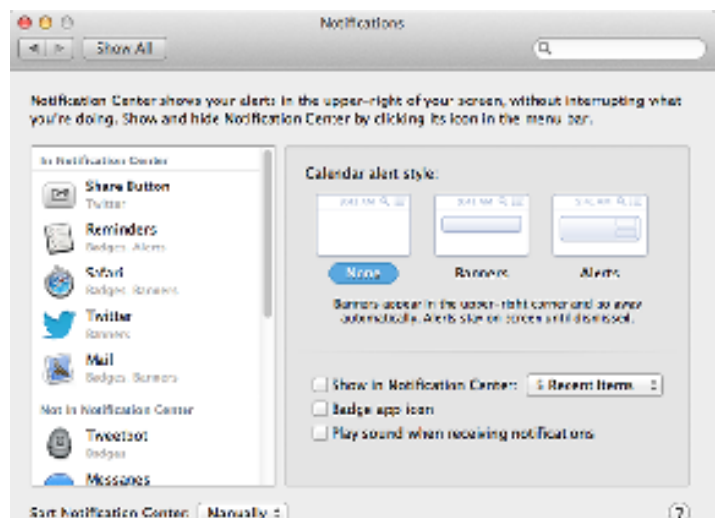 Notifications
Show All
Notification Center shows your alerts in the upper-right of your screen, without interrupting what
you're doing. Show and hide Notification Center by clicking its icon in the menu bar.
In Notification Center
Share Button
Twitter
Reminders
Badges, Alerts
Safari
Badges, Banners
Twitter
Banners
Mail
Badges, Banners
Not in Notification Center
Tweetbot
Badges
Messages
Calendar alert style:
None
Banners
Alerts
Banners appear in the upper-right corner and go away
automatically. Alerts stay on screen until dismissed.
Show in Notification Center: 5 Recent Items
Badge app icon
Play sound when receiving notifications
Sort Notification Center: Manually
?